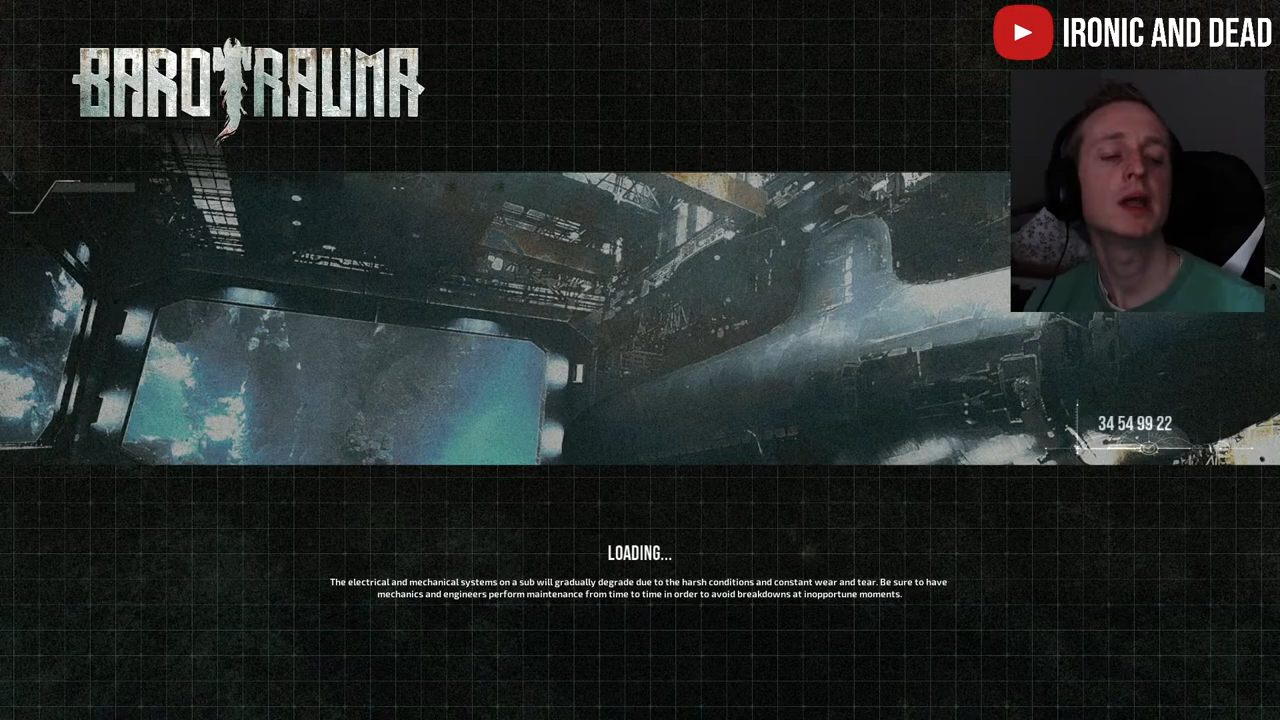 IRONIC AND DEAD
BAROTRAUMA
34 54 99 22
LOADING...
The electrical and mechanical systems on a sub will gradually degrade due to the harsh conditions and constant wear and tear. Be sure to have
mechanics and engineers perform maintenance from time to time in order to avoid breakdowns at inopportune moments.